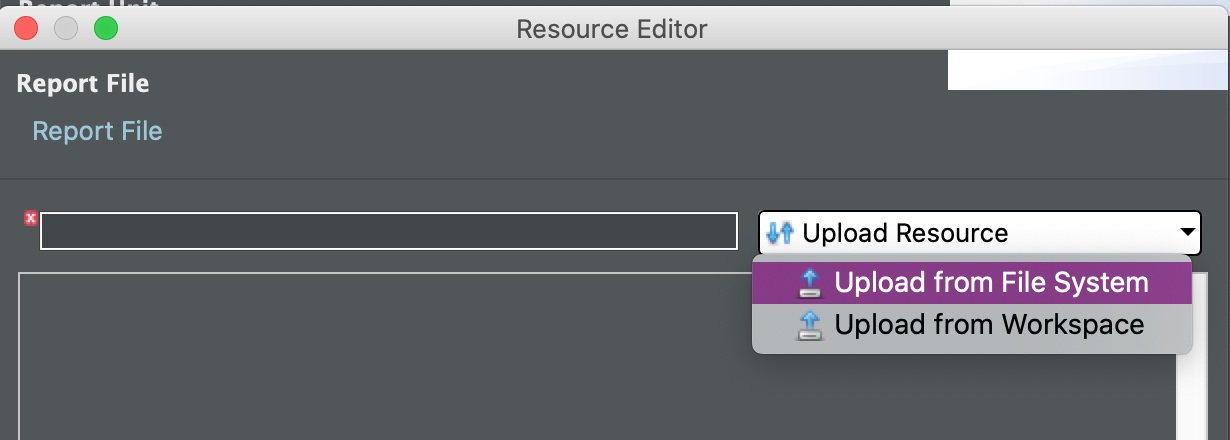 Report Unit
Resource Editor
Report File
Report File
Upload Resource
Upload from File System
Upload from Workspace